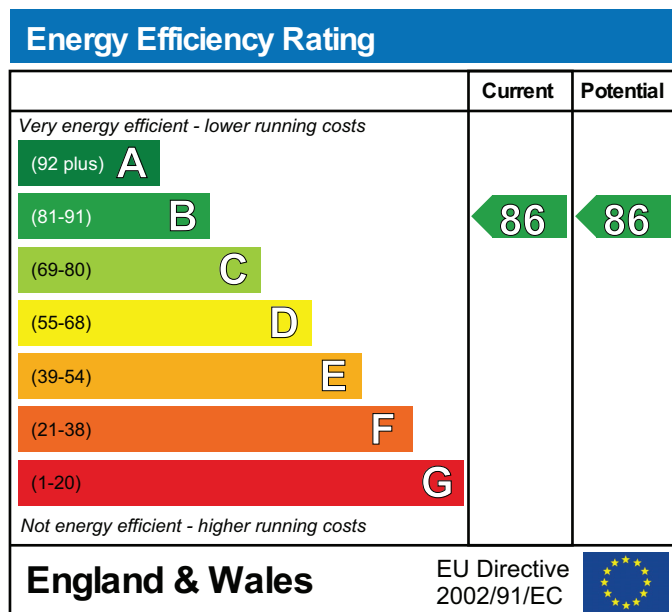 Energy Efficiency Rating
Current Potential
Very energy efficient - lower running costs
(92 plus) A
(81-91) B 86 86
(69-80) C
(55-68) D
(39-54) E
(21-38) F
(1-20) G
Not energy efficient - higher running costs
England & Wales
EU Directive
2002/91/EC